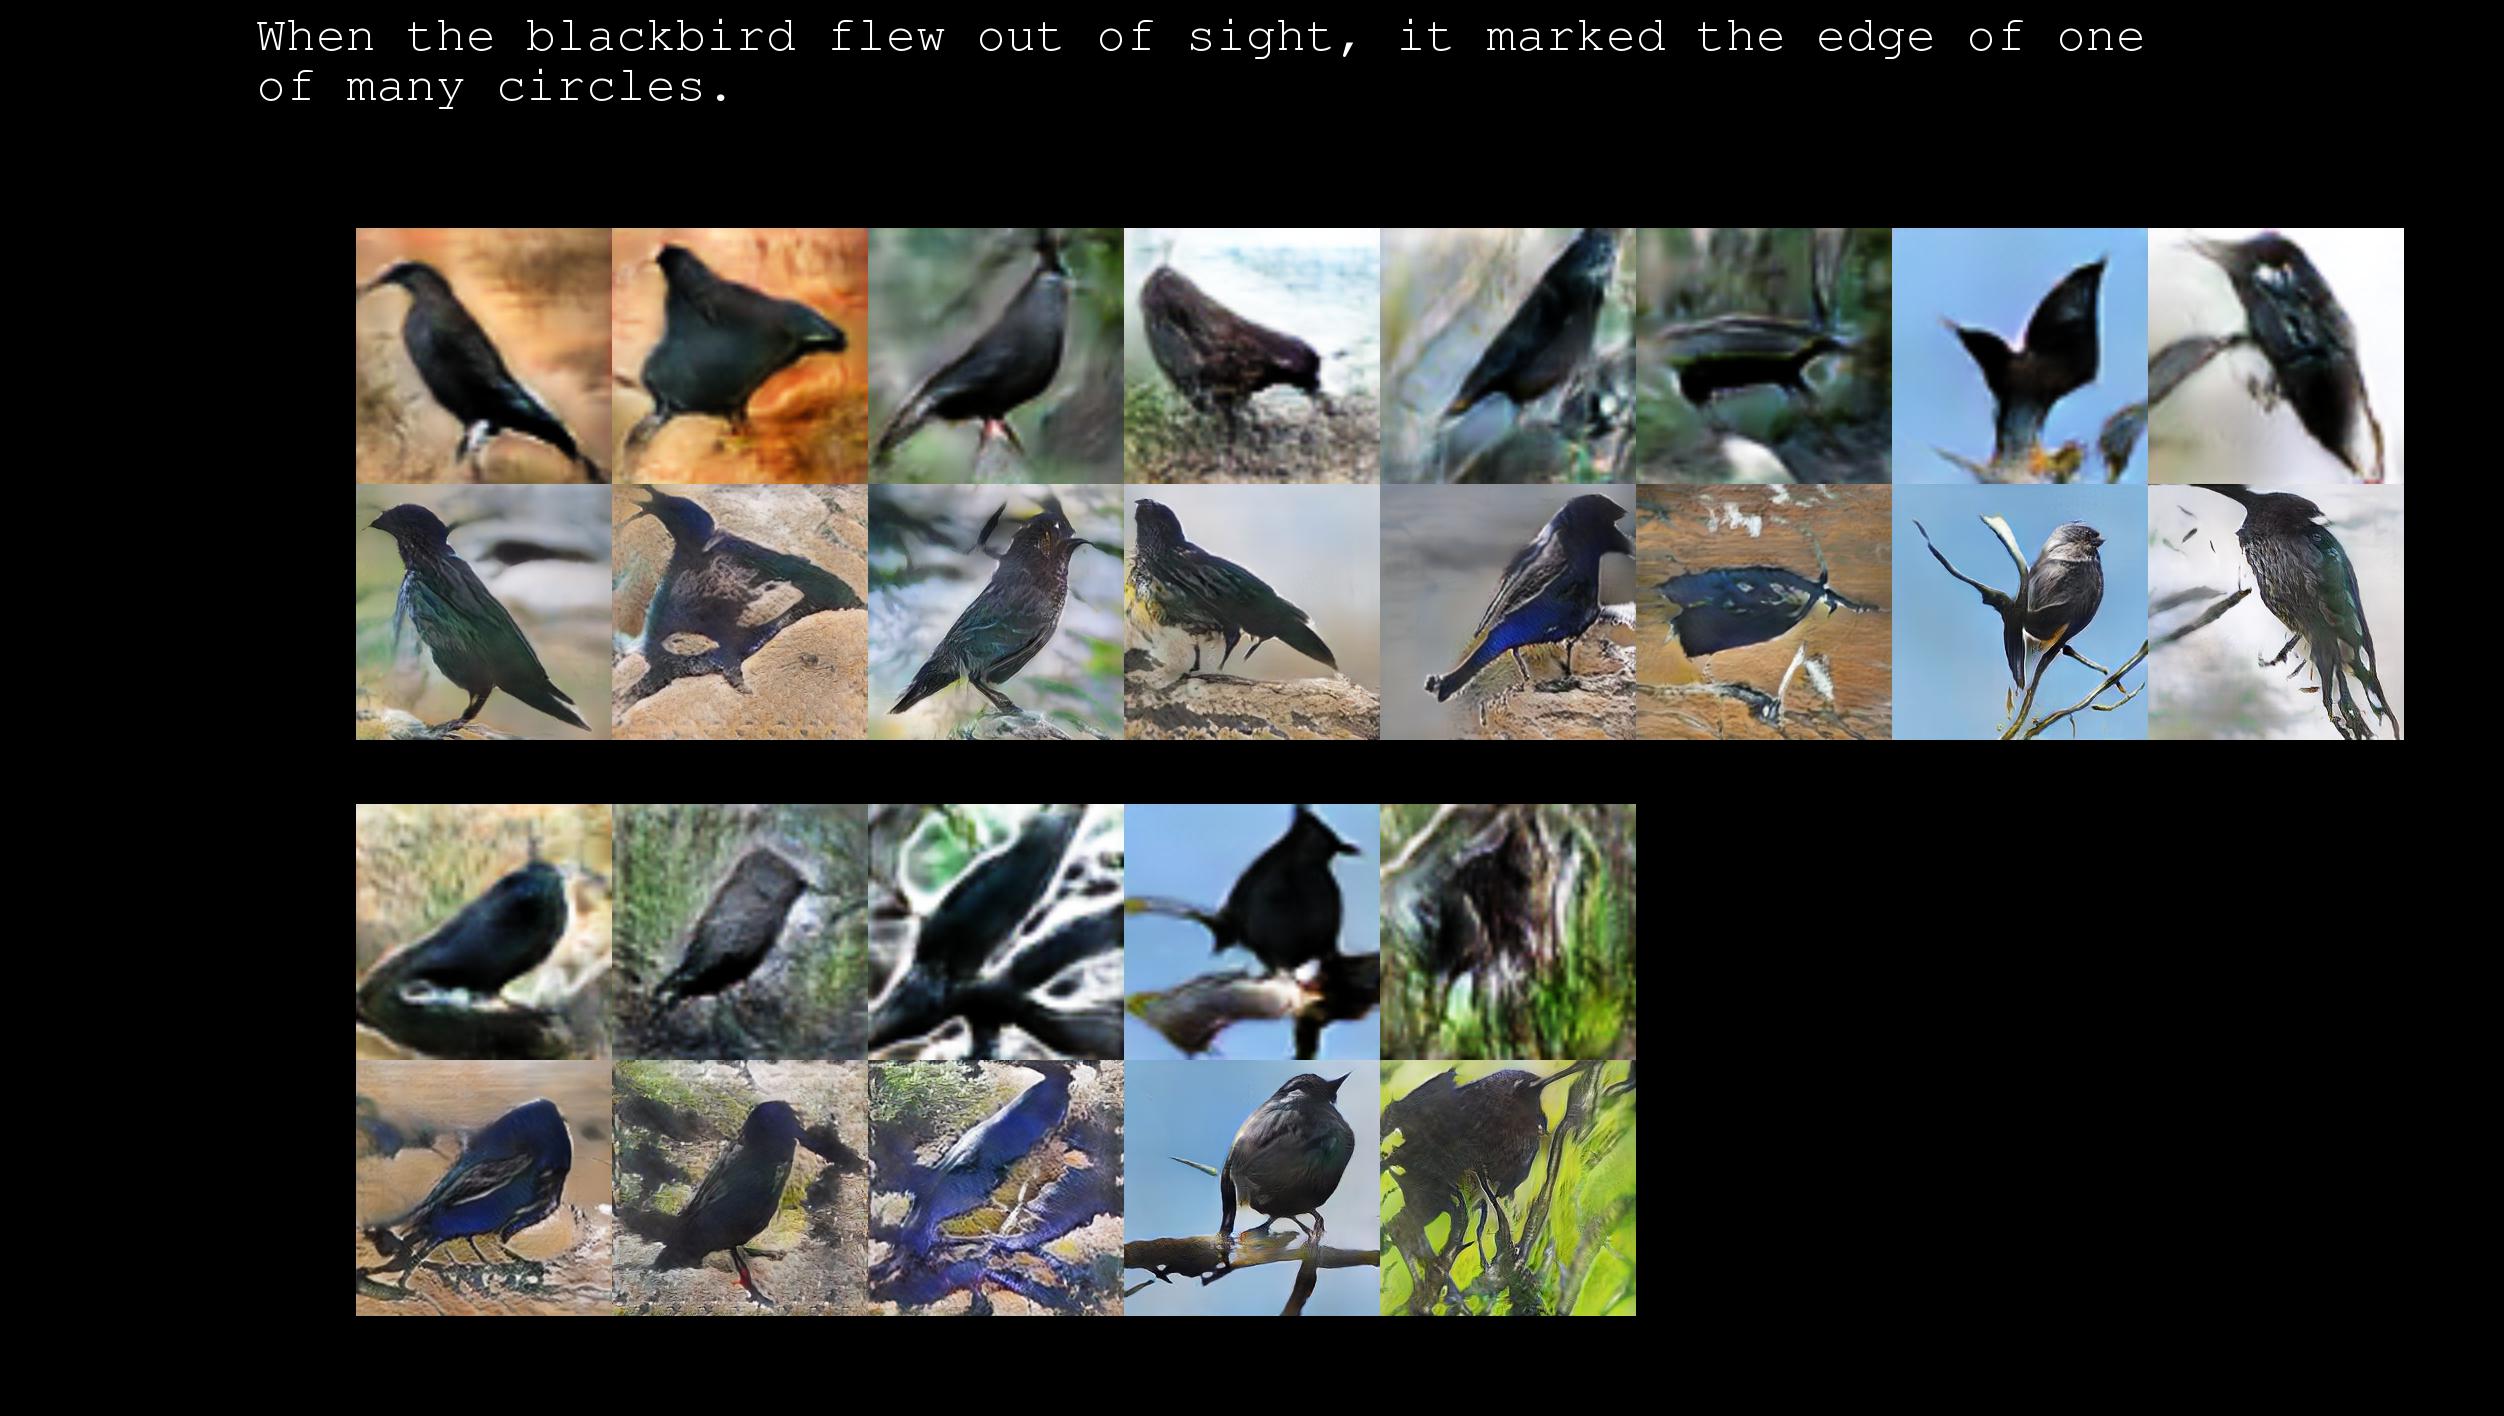 When the blackbird flew out of sight, it marked the edge of one
of many circles.